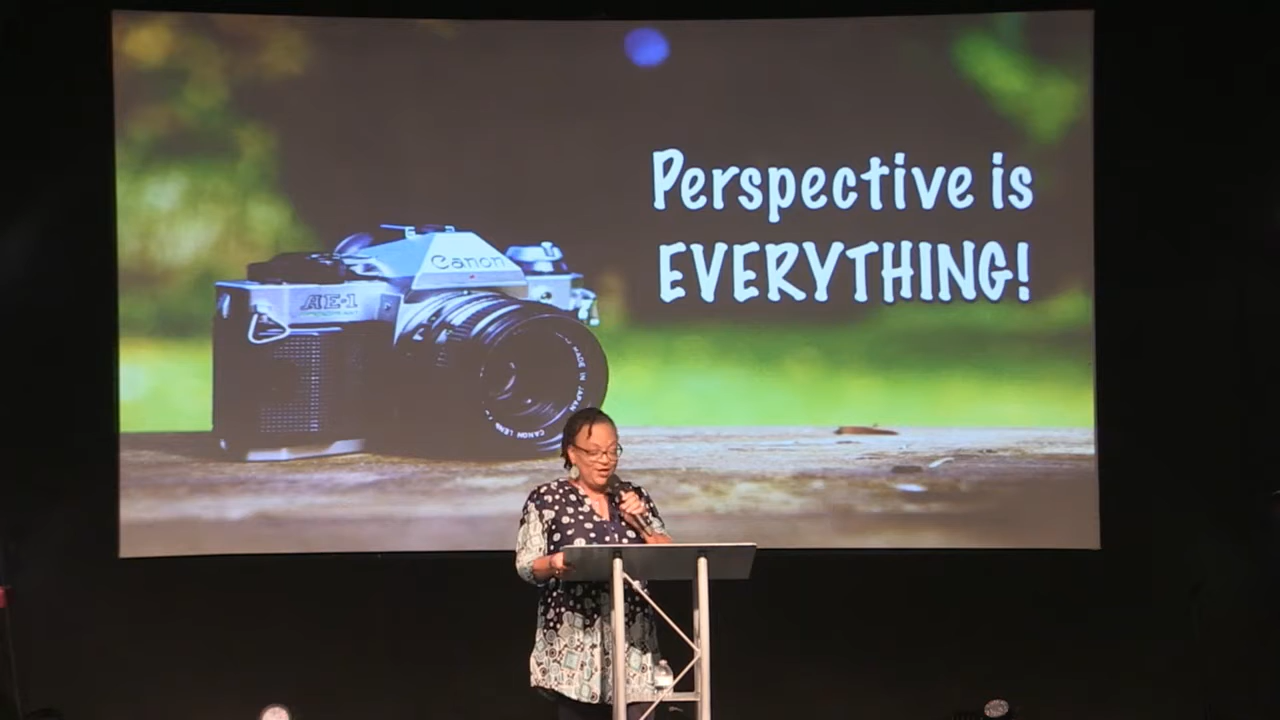 Perspective is
EVERYTHING!
Canon
AE-1
MADE IN JAPAN
CANON LENS